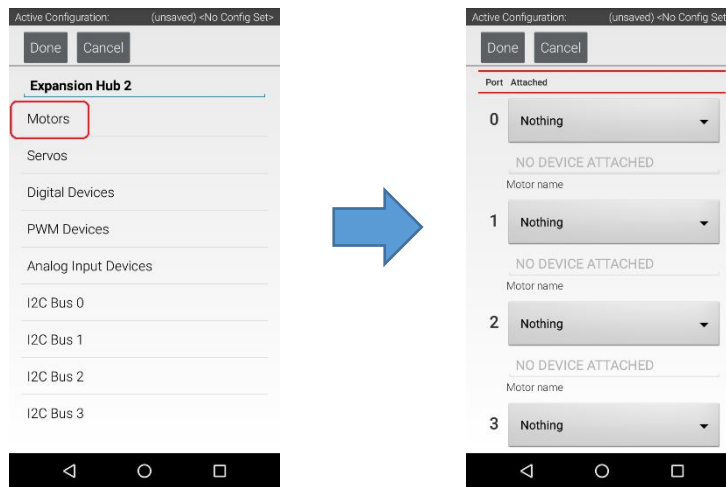 Active Configuration: (unsaved) <No Config Set>
Done Cancel
Expansion Hub 2
Motors
Servos
Digital Devices
PWM Devices
Analog Input Devices
I2C Bus 0
I2C Bus 1
I2C Bus 2
I2C Bus 3
Active Configuration: (unsaved) <No Config Set
Done Cancel
Port Attached
0 Nothing
NO DEVICE ATTACHED
Motor name
1 Nothing
NO DEVICE ATTACHED
Motor name
2 Nothing
NO DEVICE ATTACHED
Motor name
3 Nothing